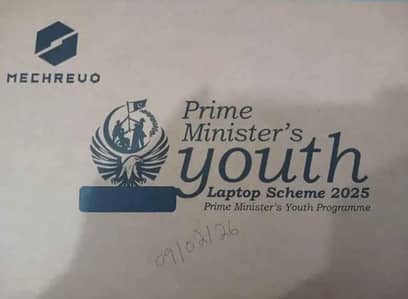 MECHREVO
Prime
Minister's
youth
Laptop Scheme 2025
Prime Minister's Youth Programme
09/02/26